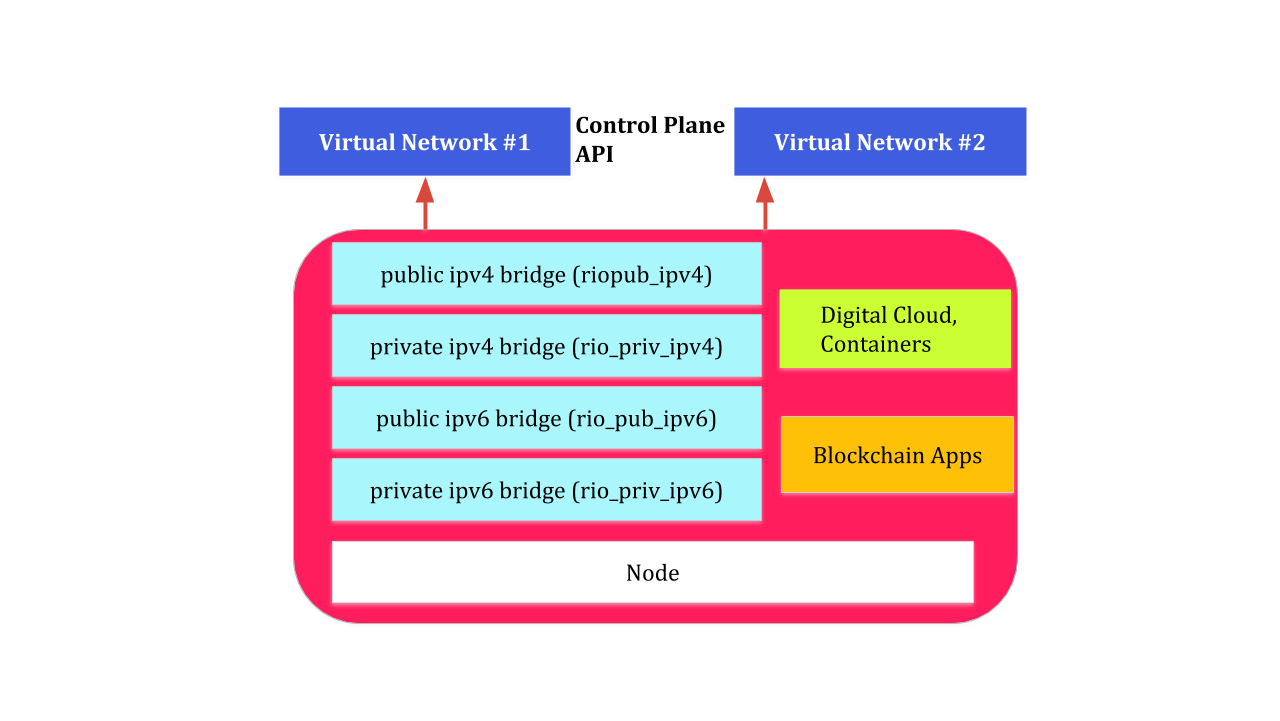 Virtual Network #1
Control Plane
API
Virtual Network #2
public ipv4 bridge (riopub_ipv4)
private ipv4 bridge (rio_priv_ipv4)
public ipv6 bridge (rio_pub_ipv6)
private ipv6 bridge (rio_priv_ipv6)
Digital Cloud,
Containers
Blockchain Apps
Node